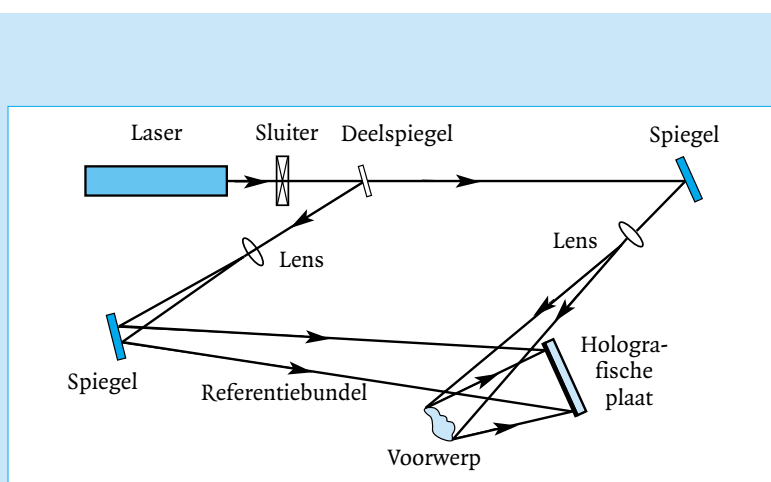 Laser
Sluiter
Deelspiegel
Spiegel
Lens
Lens
Spiegel
Referentiebundel
Hologra-
fische
plaat
Voorwerp